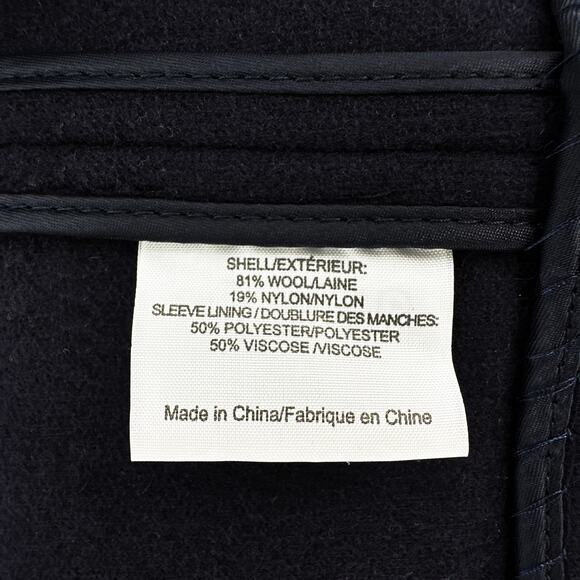 SHELL/EXTÉRIEUR:
81% WOOL/LAINE
19% NYLON/NYLON
SLEEVE LINING / DOUBLURE DES MANCHES:
50% POLYESTER/POLYESTER
50% VISCOSE /VISCOSE
Made in China/Fabrique en Chine